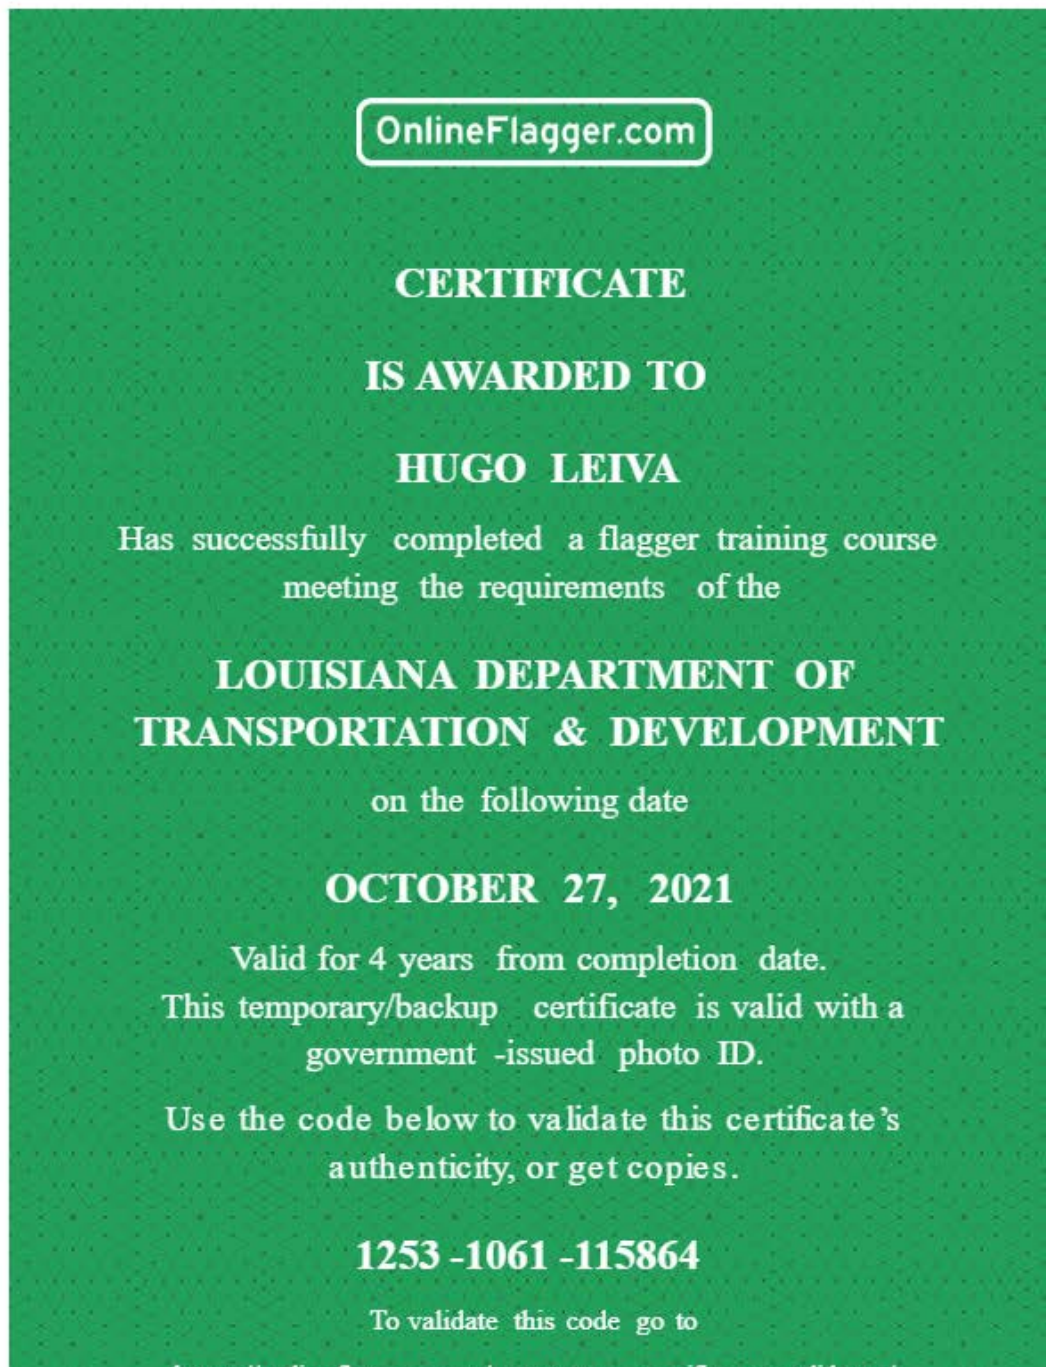 OnlineFlagger.com
CERTIFICATE
IS AWARDED TO
HUGO LEIVA
Has successfully completed a flagger training course
meeting the requirements of the
LOUISIANA DEPARTMENT OF
TRANSPORTATION & DEVELOPMENT
on the following date
OCTOBER 27, 2021
Valid for 4 years from completion date.
This temporary/backup certificate is valid with a
government -issued photo ID.
Use the code below to validate this certificate's
authenticity, or get copies.
1253 -1061 -115864
To validate this code go to